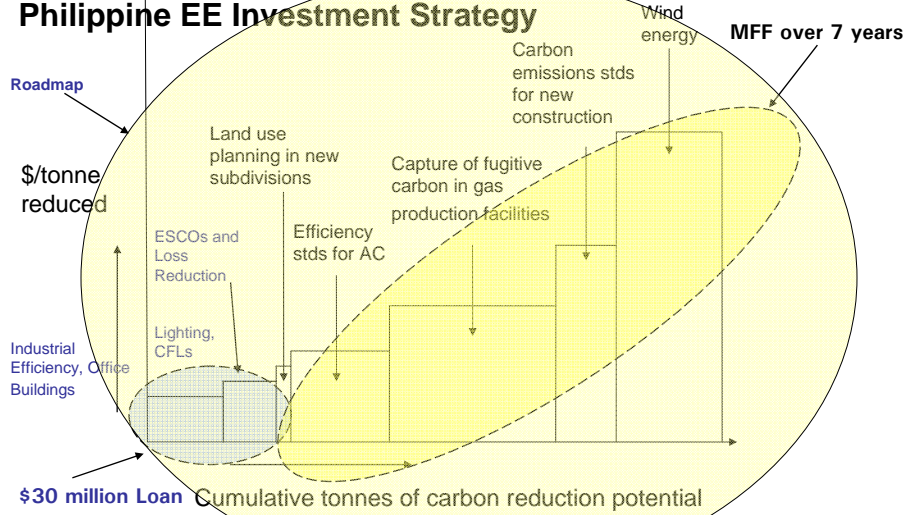 Philippine EE Investment Strategy
Wind
energy
MFF over 7 years
Carbon
emissions stds
for new
construction
Roadmap
Land use
planning in new
subdivisions
$/tonne
reduced
Capture of fugitive
carbon in gas
production facilities
ESCOs and
Loss
Reduction
Efficiency
stds for AC
Lighting,
CFLs
Industrial
Efficiency, Office
Buildings
$30 million Loan
Cumulative tonnes of carbon reduction potential